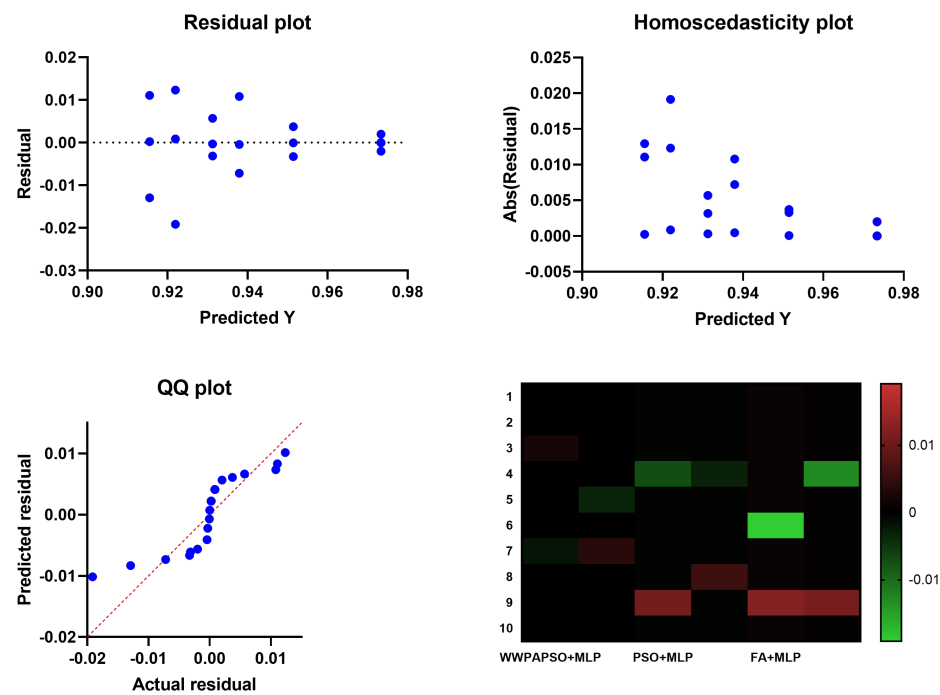 Residual plot
0.02
0.01
0.00
-0.01
-0.02
-0.03
Residual
0.90 0.92 0.94 0.96 0.98
Predicted Y
Homoscedasticity plot
0.025
0.020
0.015
0.010
0.005
0.000
-0.005
Abs(Residual)
0.90 0.92 0.94 0.96 0.98
Predicted Y
QQ plot
0.01
0.00
-0.01
-0.02
Predicted residual
-0.02 -0.01 0.00 0.01
Actual residual
1
2
3
4
5
6
7
8
9
10
WWPAPSO+MLP PSO+MLP FA+MLP
0.01
0
-0.01